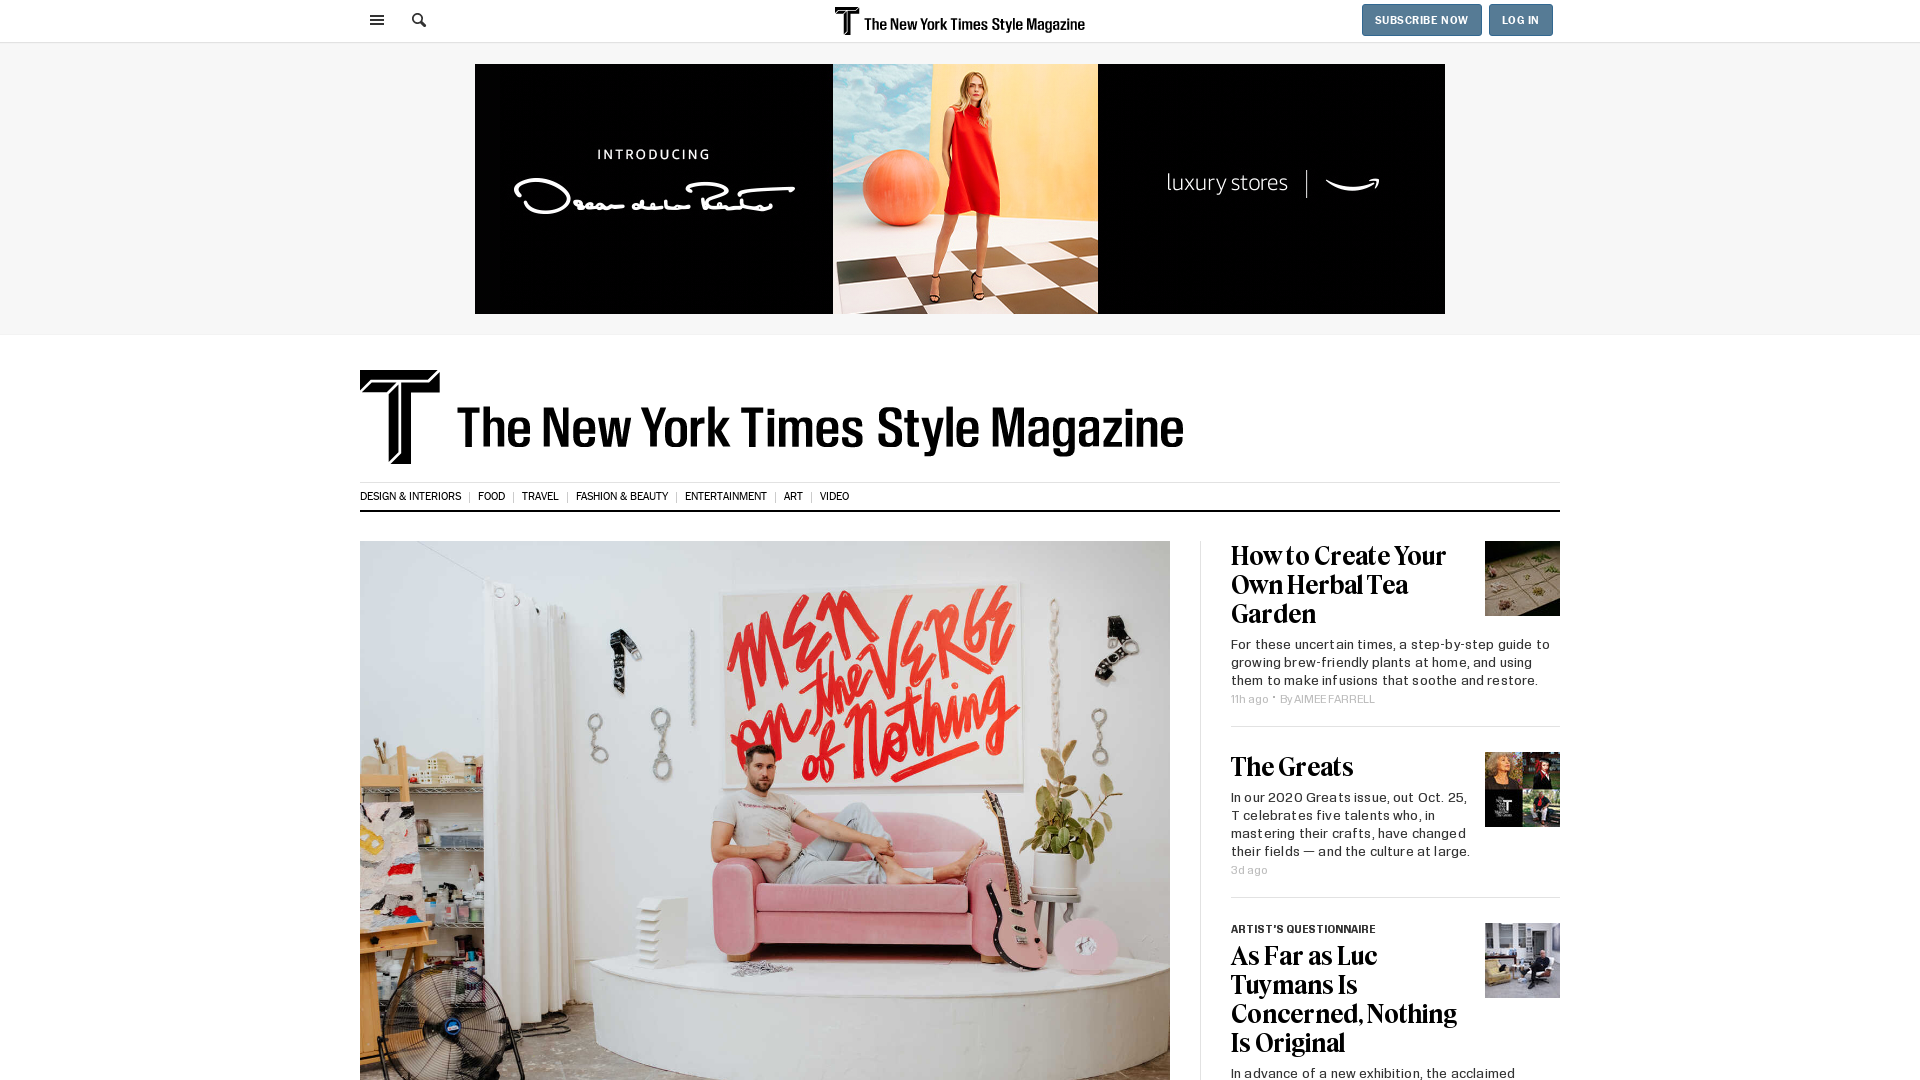 The New York Times Style Magazine
SUBSCRIBE NOW
LOG IN
INTRODUCING
Oscar de la Renta
luxury stores
The New York Times Style Magazine
DESIGN & INTERIORS
FOOD
TRAVEL
FASHION & BEAUTY
ENTERTAINMENT
ART
VIDEO
MEN
on the VERGE
of Nothing
How to Create Your
Own Herbal Tea
Garden
For these uncertain times, a step-by-step guide to
growing brew-friendly plants at home, and using
them to make infusions that soothe and restore.
11h ago · By AIMEE FARRELL
The Greats
In our 2020 Greats issue, out Oct. 25,
T celebrates five talents who, in
mastering their crafts, have changed
their fields — and the culture at large.
3d ago
ARTIST'S QUESTIONNAIRE
As Far as Luc
Tuymans Is
Concerned, Nothing
Is Original
In advance of a new exhibition, the acclaimed